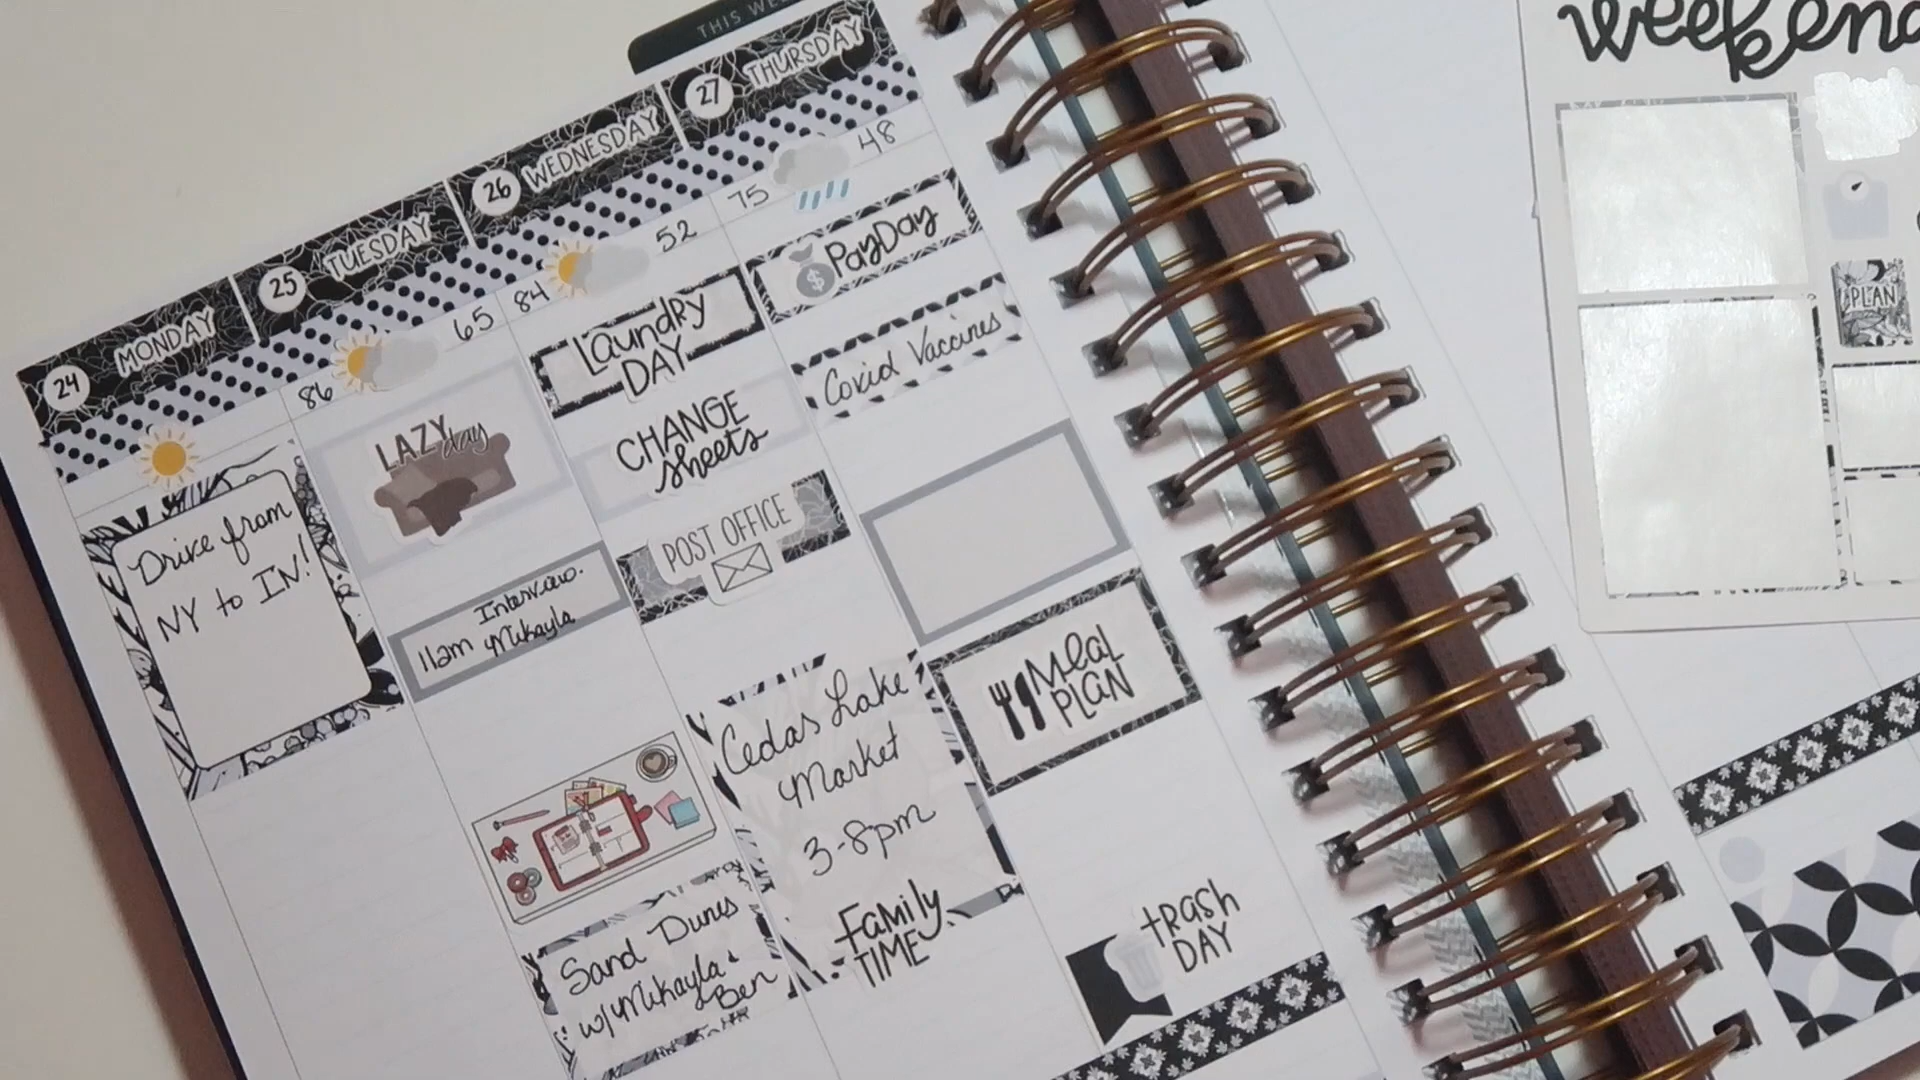 THIS WEE
24 MONDAY
25 TUESDAY
26 WEDNESDAY
27 THURSDAY
86
65
84
52
75
48
Drive from
NY to IN!
LAZY
day
Interview
11am Mikayla
Sand Dunes
w/ Mikayla &
Ben
Laundry
DAY
CHANGE
sheets
POST OFFICE
Cedar Lake
Market
3-8pm
Family
TIME
PayDay
$
Covid Vaccines
Meal
PLAN
tRasH
DAY
weekend
PLAN